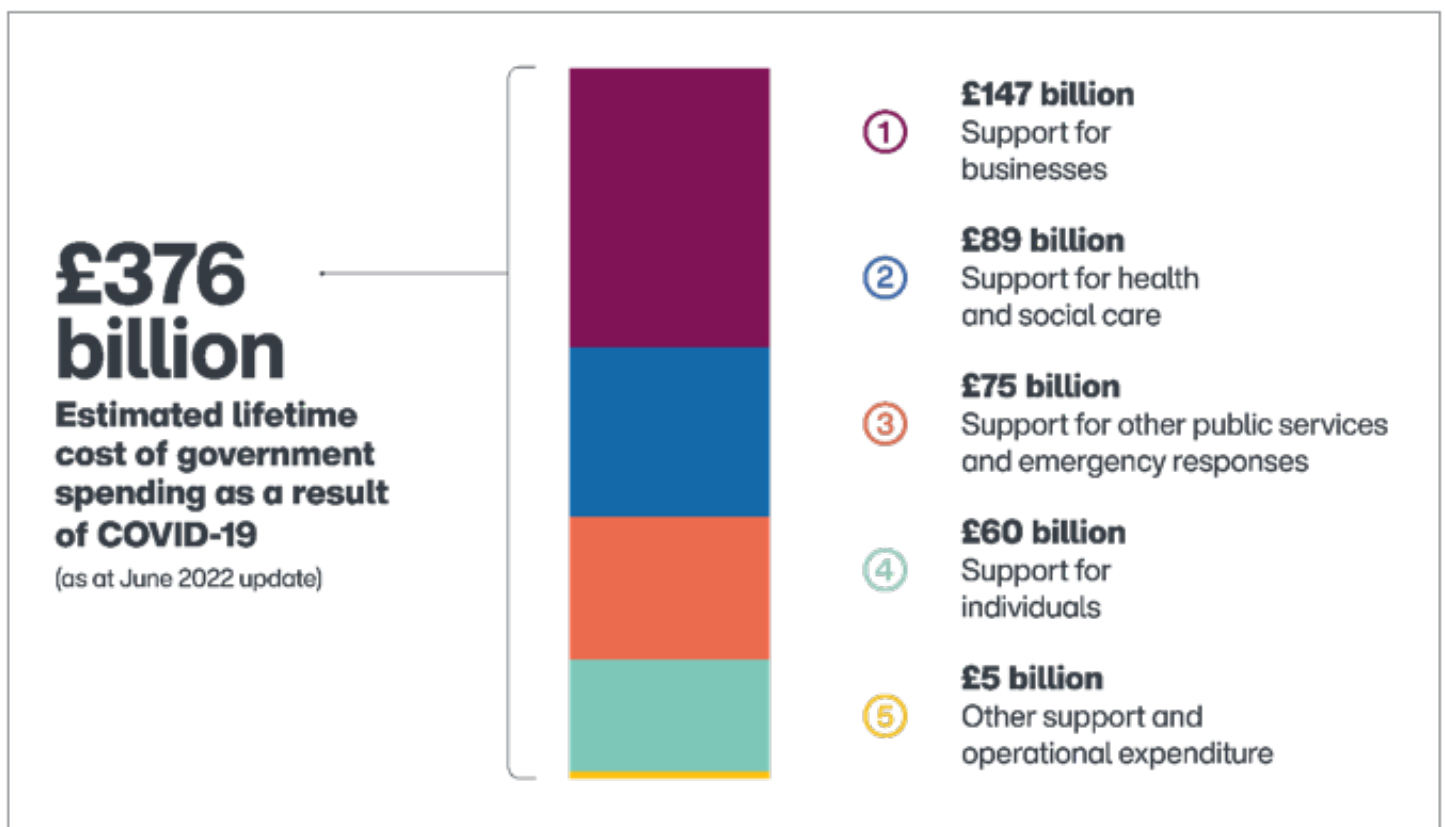 £376
billion
Estimated lifetime
cost of government
spending as a result
of COVID-19
(as at June 2022 update)
1
£147 billion
Support for
businesses
2
£89 billion
Support for health
and social care
3
£75 billion
Support for other public services
and emergency responses
4
£60 billion
Support for
individuals
5
£5 billion
Other support and
operational expenditure